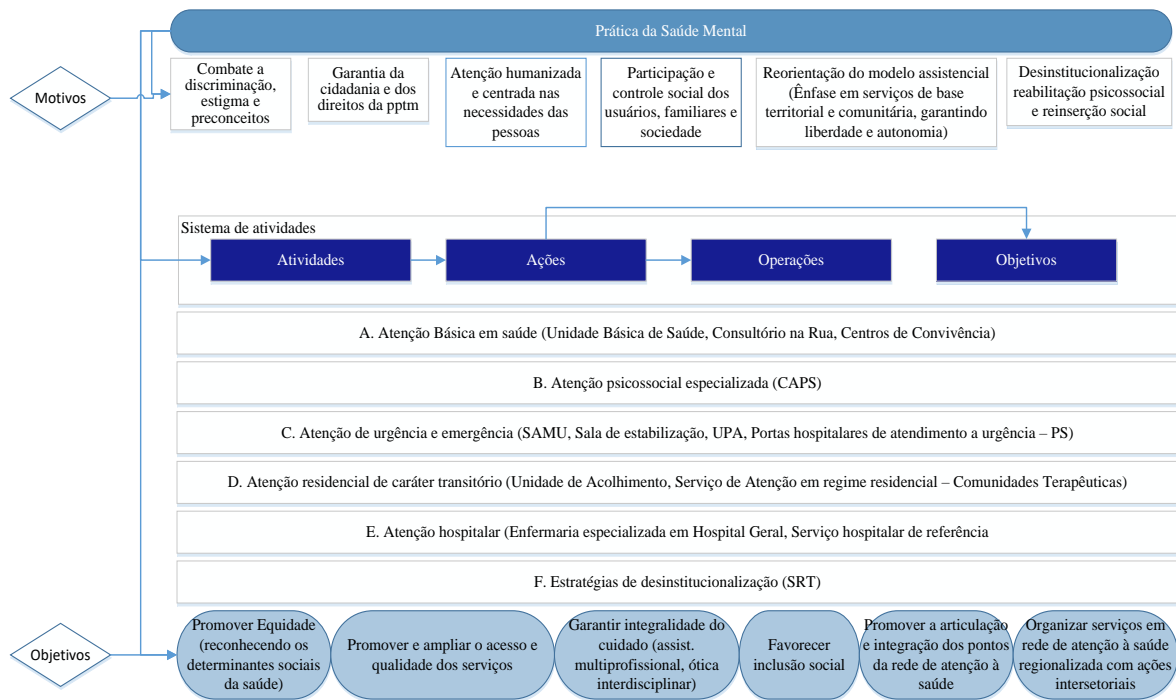 Prática da Saúde Mental
Motivos
Combate a
discriminação,
estigma e
preconceitos
Garantia da
cidadania e dos
direitos da pptm
Atenção humanizada
e centrada nas
necessidades das
pessoas
Participação e
controle social dos
usuários, familiares e
sociedade
Reorientação do modelo assistencial
(Ênfase em serviços de base
territorial e comunitária, garantindo
liberdade e autonomia)
Desinstitucionalização
reabilitação psicossocial
e reinserção social
Sistema de atividades
Atividades
Ações
Operações
Objetivos
A. Atenção Básica em saúde (Unidade Básica de Saúde, Consultório na Rua, Centros de Convivência)
B. Atenção psicossocial especializada (CAPS)
C. Atenção de urgência e emergência (SAMU, Sala de estabilização, UPA, Portas hospitalares de atendimento a urgência – PS)
D. Atenção residencial de caráter transitório (Unidade de Acolhimento, Serviço de Atenção em regime residencial – Comunidades Terapêuticas)
E. Atenção hospitalar (Enfermaria especializada em Hospital Geral, Serviço hospitalar de referência
F. Estratégias de desinstitucionalização (SRT)
Objetivos
Promover Equidade
(reconhecendo os
determinantes sociais
da saúde)
Promover e ampliar o acesso e
qualidade dos serviços
Garantir integralidade do
cuidado (assist.
multiprofissional, ótica
interdisciplinar)
Favorecer
inclusão social
Promover a articulação
e integração dos pontos
da rede de atenção à
saúde
Organizar serviços em
rede de atenção à saúde
regionalizada com ações
intersetoriais